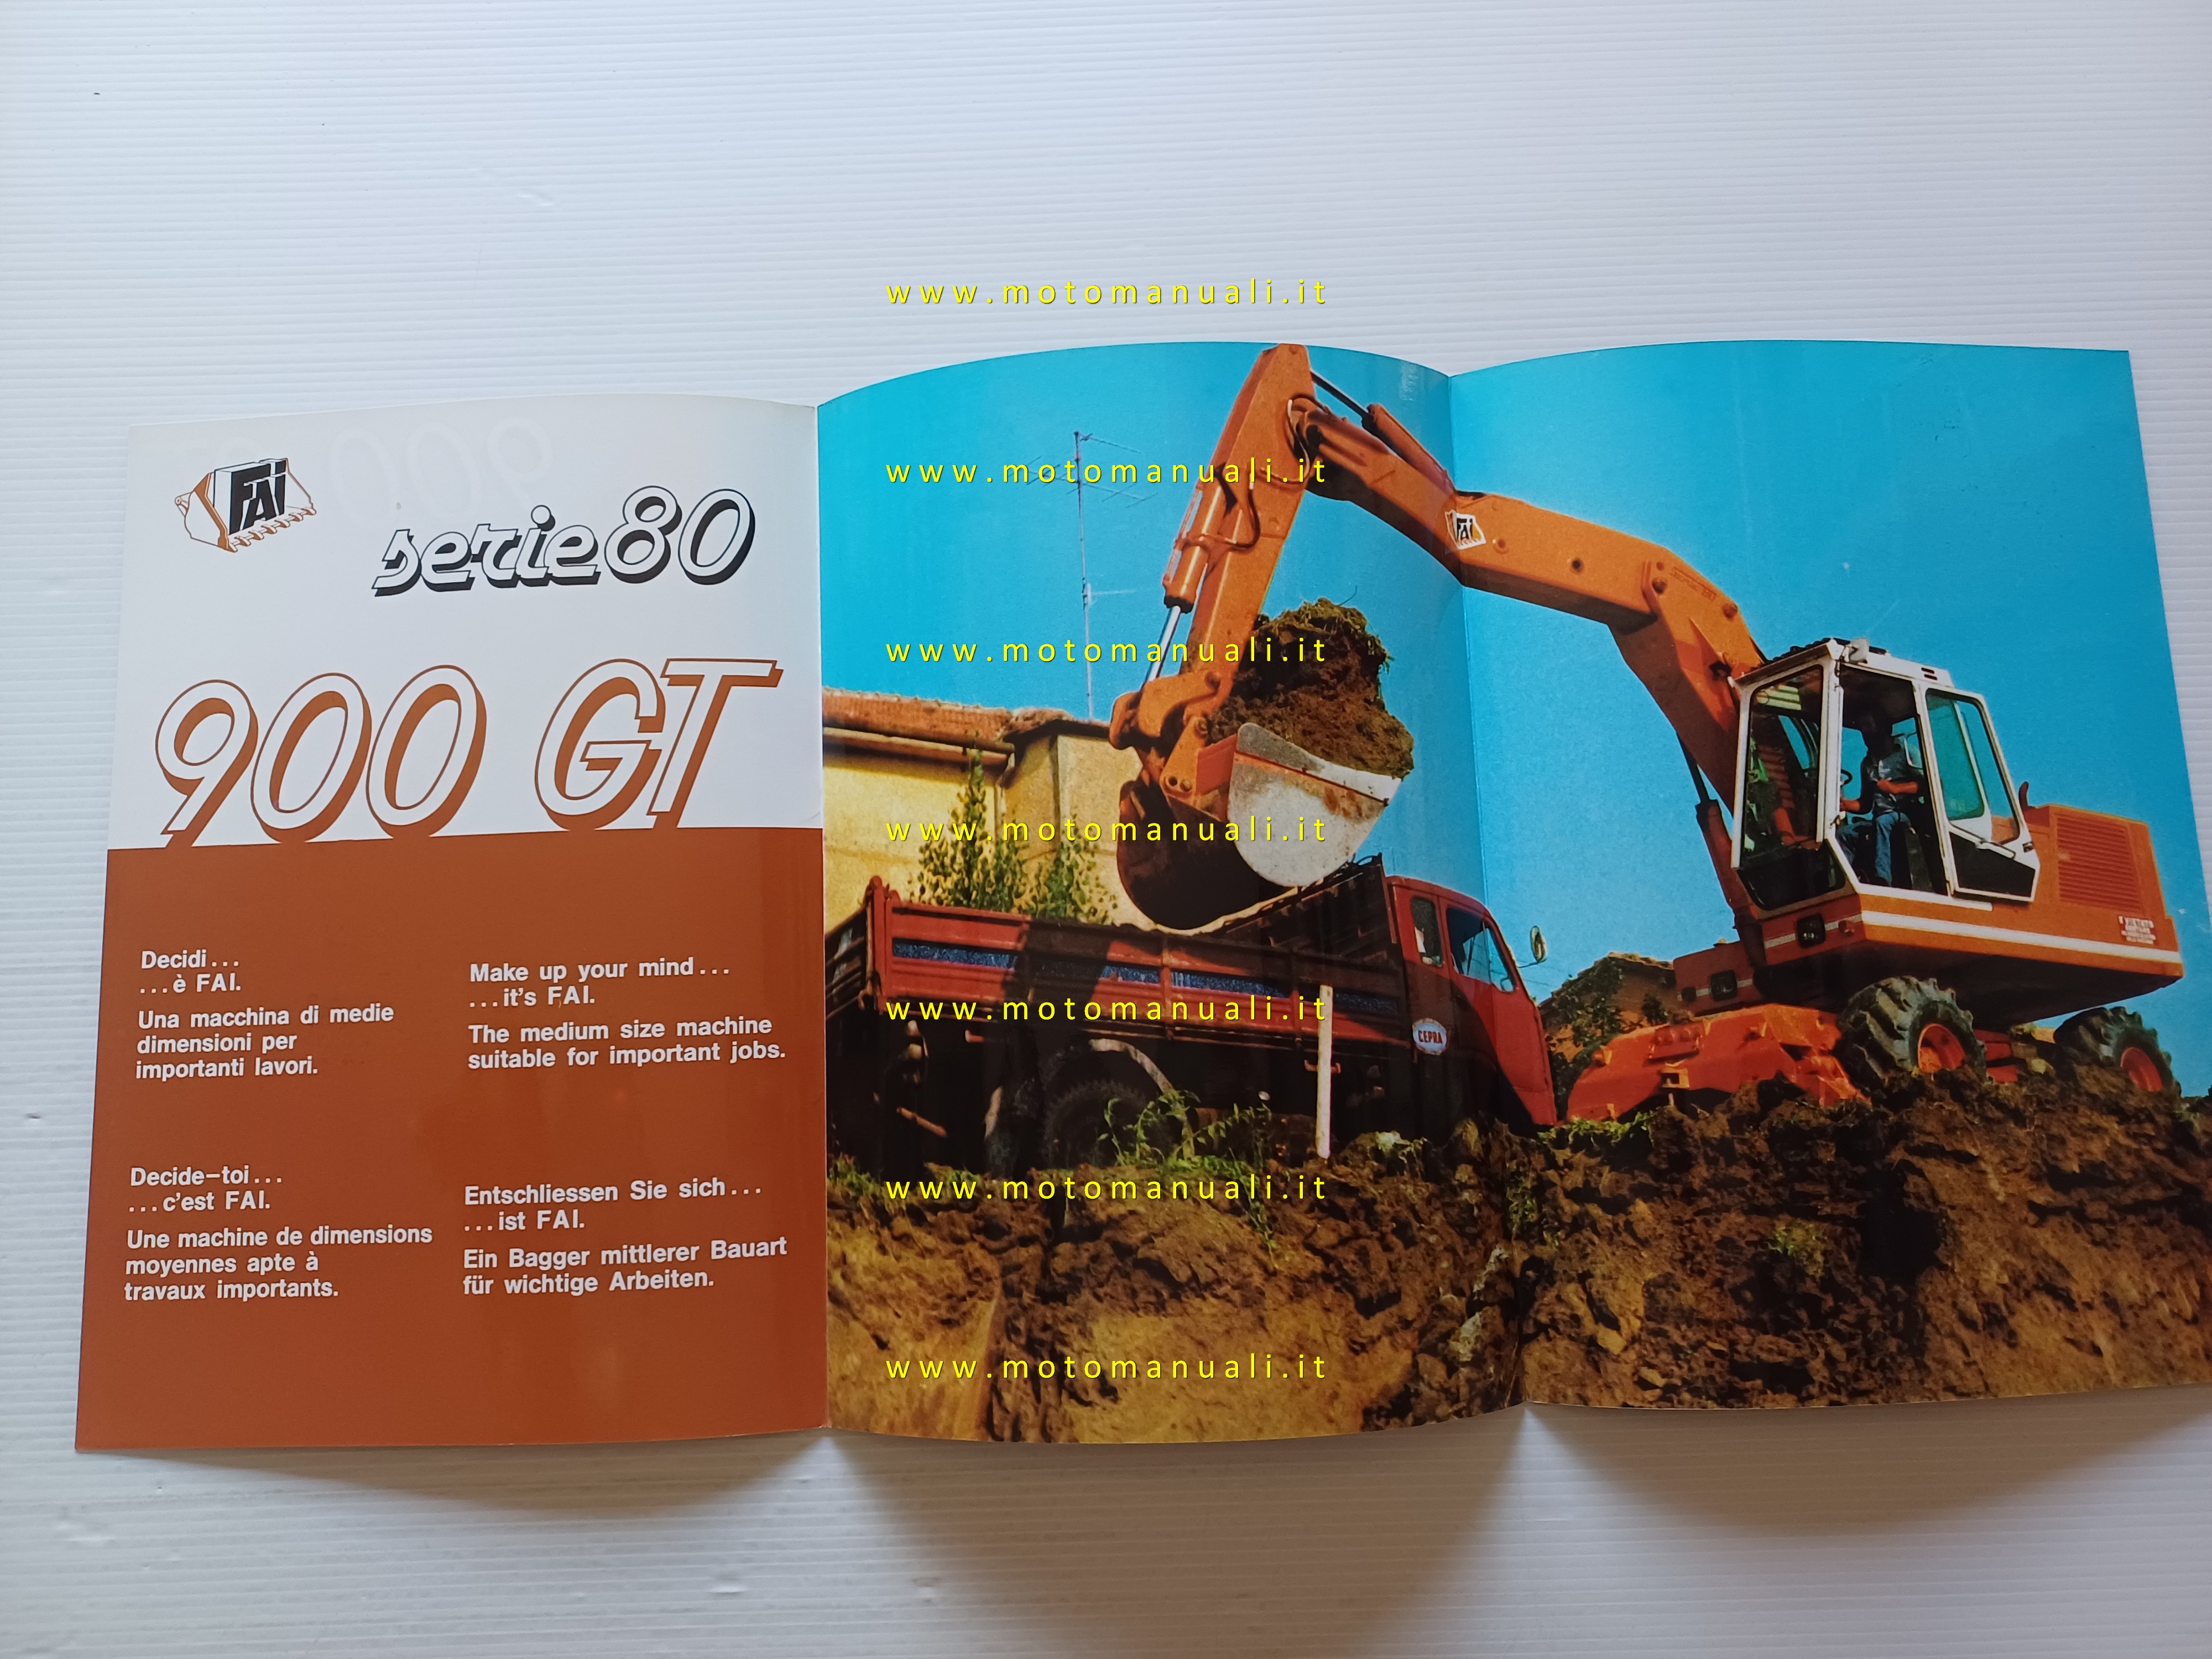 FAI
serie 80
900 GT
Decidi...
...è FAI.
Una macchina di medie
dimensioni per
importanti lavori.
Make up your mind...
...it's FAI.
The medium size machine
suitable for important jobs.
Decide-toi...
...c'est FAI.
Une machine de dimensions
moyennes apte à
travaux importants.
Entschliessen Sie sich...
...ist FAI.
Ein Bagger mittlerer Bauart
für wichtige Arbeiten.
www.motomanuali.it
www.motomanuali.it
FAI
www.motomanuali.it
www.motomanuali.it
www.motomanuali.it
CEPRA
www.motomanuali.it
www.motomanuali.it